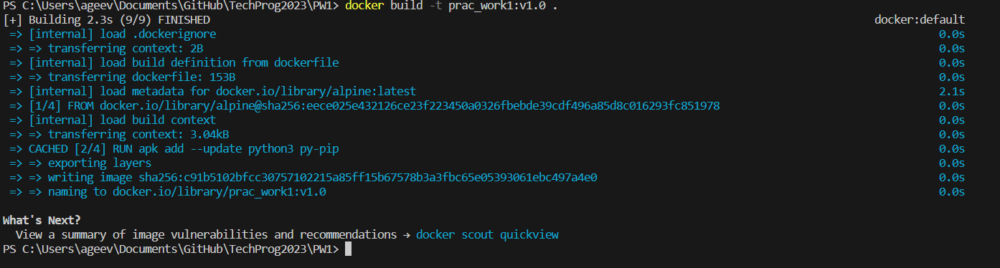 PS C:\Users\ageev\Documents\GitHub\TechProg2023\PW1> docker build -t prac_work1:v1.0 .
[+] Building 2.3s (9/9) FINISHED docker:default
=> [internal] load .dockerignore 0.0s
=> => transferring context: 2B 0.0s
=> [internal] load build definition from dockerfile 0.0s
=> => transferring dockerfile: 153B 0.0s
=> [internal] load metadata for docker.io/library/alpine:latest 2.1s
=> [1/4] FROM docker.io/library/alpine@sha256:eece025e432126ce23f223450a0326fbebde39cdf496a85d8c016293fc851978 0.0s
=> [internal] load build context 0.0s
=> => transferring context: 3.04kB 0.0s
=> CACHED [2/4] RUN apk add --update python3 py-pip 0.0s
=> => exporting layers 0.0s
=> => writing image sha256:c91b5102bfcc30757102215a85ff15b67578b3a3fbc65e05393061ebc497a4e0 0.0s
=> => naming to docker.io/library/prac_work1:v1.0 0.0s
What's Next?
View a summary of image vulnerabilities and recommendations → docker scout quickview
PS C:\Users\ageev\Documents\GitHub\TechProg2023\PW1>